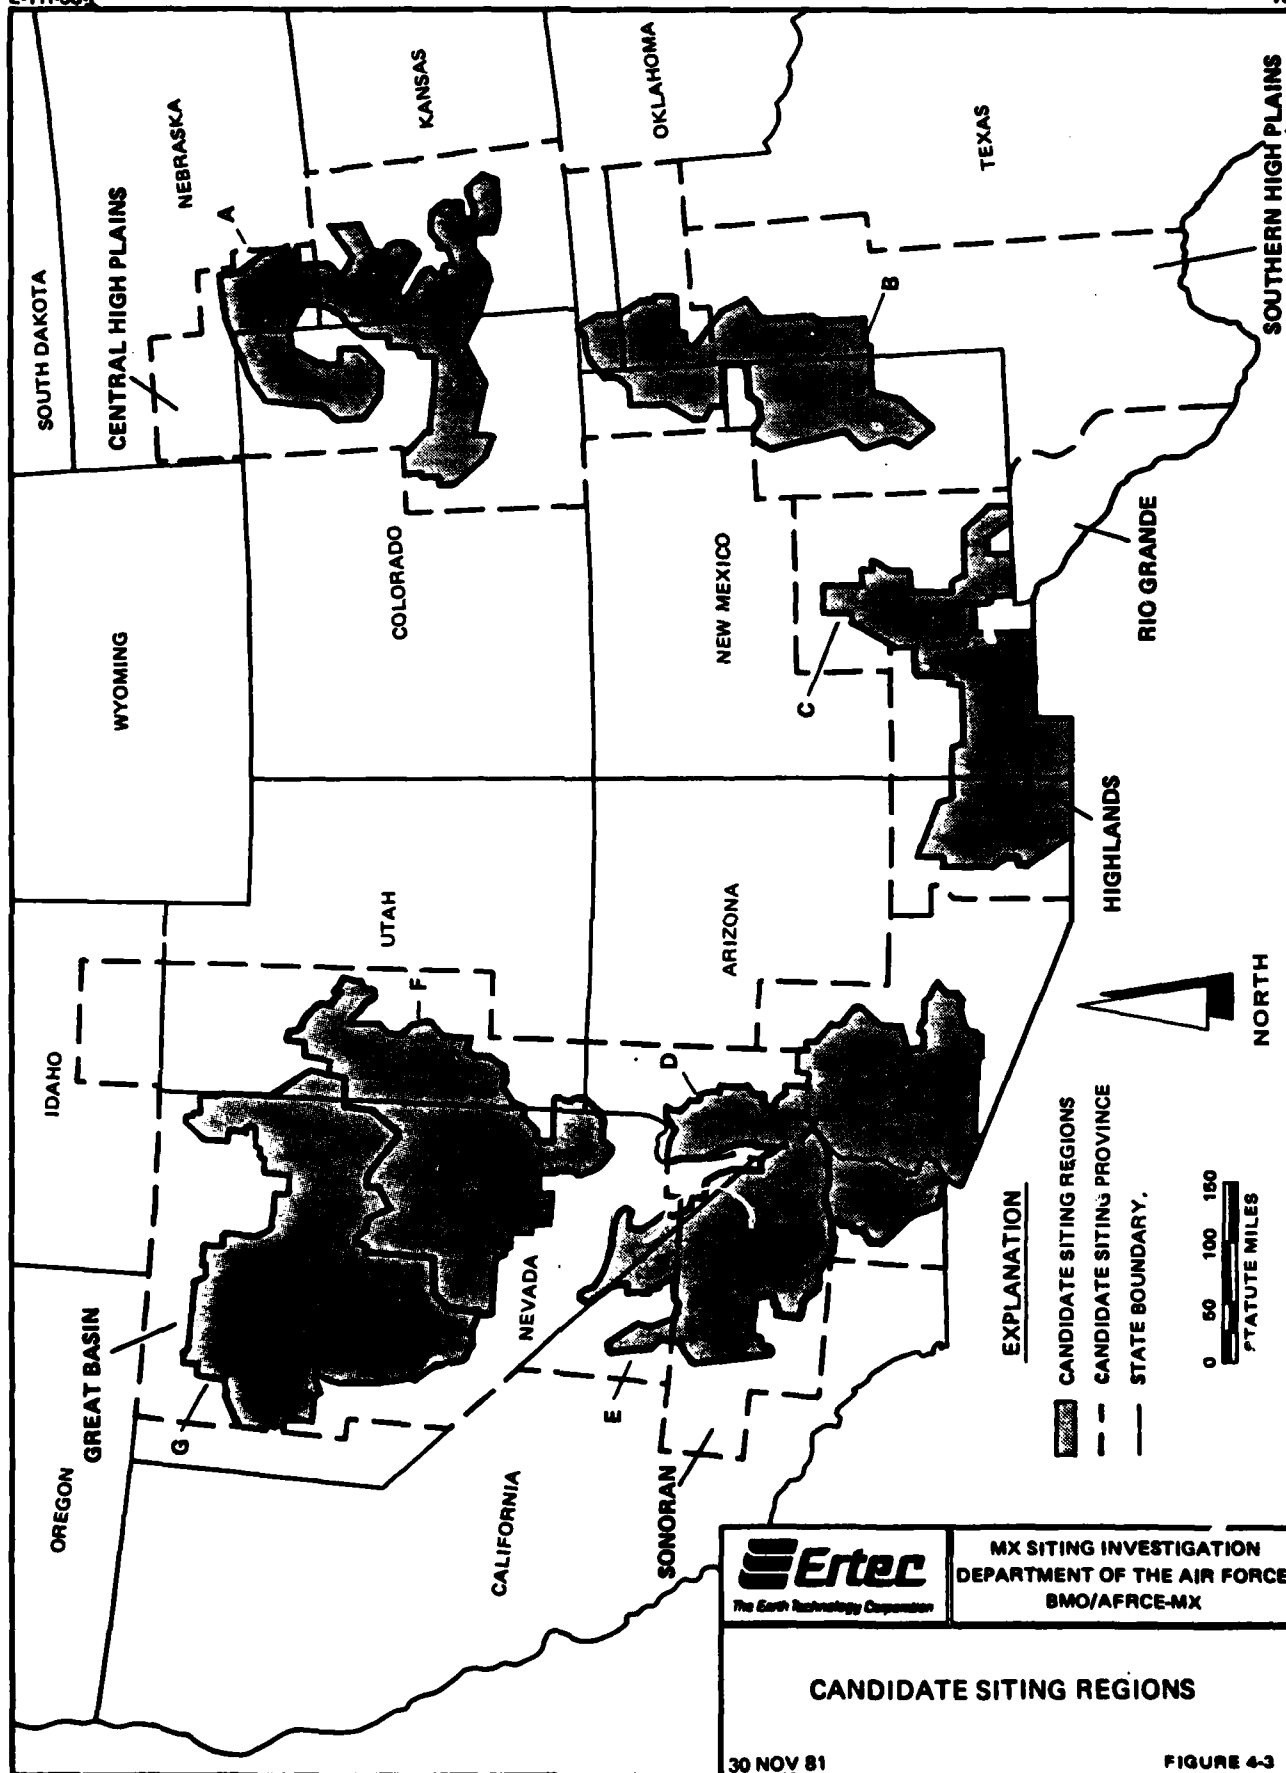 SOUTH DAKOTA
NEBRASKA
KANSAS
OKLAHOMA
TEXAS
CENTRAL HIGH PLAINS
A
B
SOUTHERN HIGH PLAINS
WYOMING
COLORADO
NEW MEXICO
C
RIO GRANDE
HIGHLANDS
IDAHO
UTAH
ARIZONA
F
D
NORTH
OREGON
GREAT BASIN
G
NEVADA
E
CALIFORNIA
SONORAN
EXPLANATION
CANDIDATE SITING REGIONS
CANDIDATE SITING PROVINCE
STATE BOUNDARY.
0 50 100 150
STATUTE MILES
Ertec
The Earth Technology Corporation
MX SITING INVESTIGATION
DEPARTMENT OF THE AIR FORCE
BMO/AFRCE-MX
CANDIDATE SITING REGIONS
30 NOV 81
FIGURE 4-3